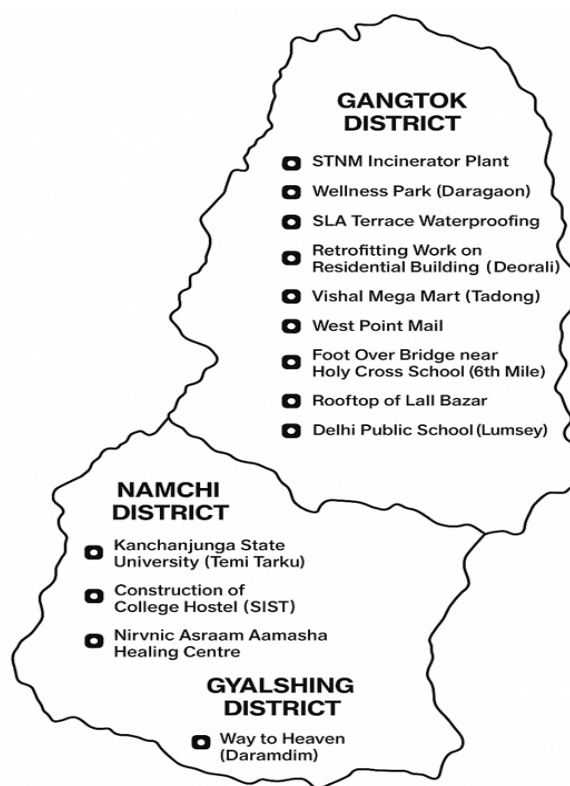 GANGTOK
DISTRICT
STNM Incinerator Plant
Wellness Park (Daragaon)
SLA Terrace Waterproofing
Retrofitting Work on
Residential Building (Deorali)
Vishal Mega Mart (Tadong)
West Point Mail
Foot Over Bridge near
Holy Cross School (6th Mile)
Rooftop of Lall Bazar
Delhi Public School (Lumsey)
NAMCHI
DISTRICT
Kanchanjunga State
University (Temi Tarku)
Construction of
College Hostel (SIST)
Nirvnic Asraam Aamasha
Healing Centre
GYALSHING
DISTRICT
Way to Heaven
(Daramdim)